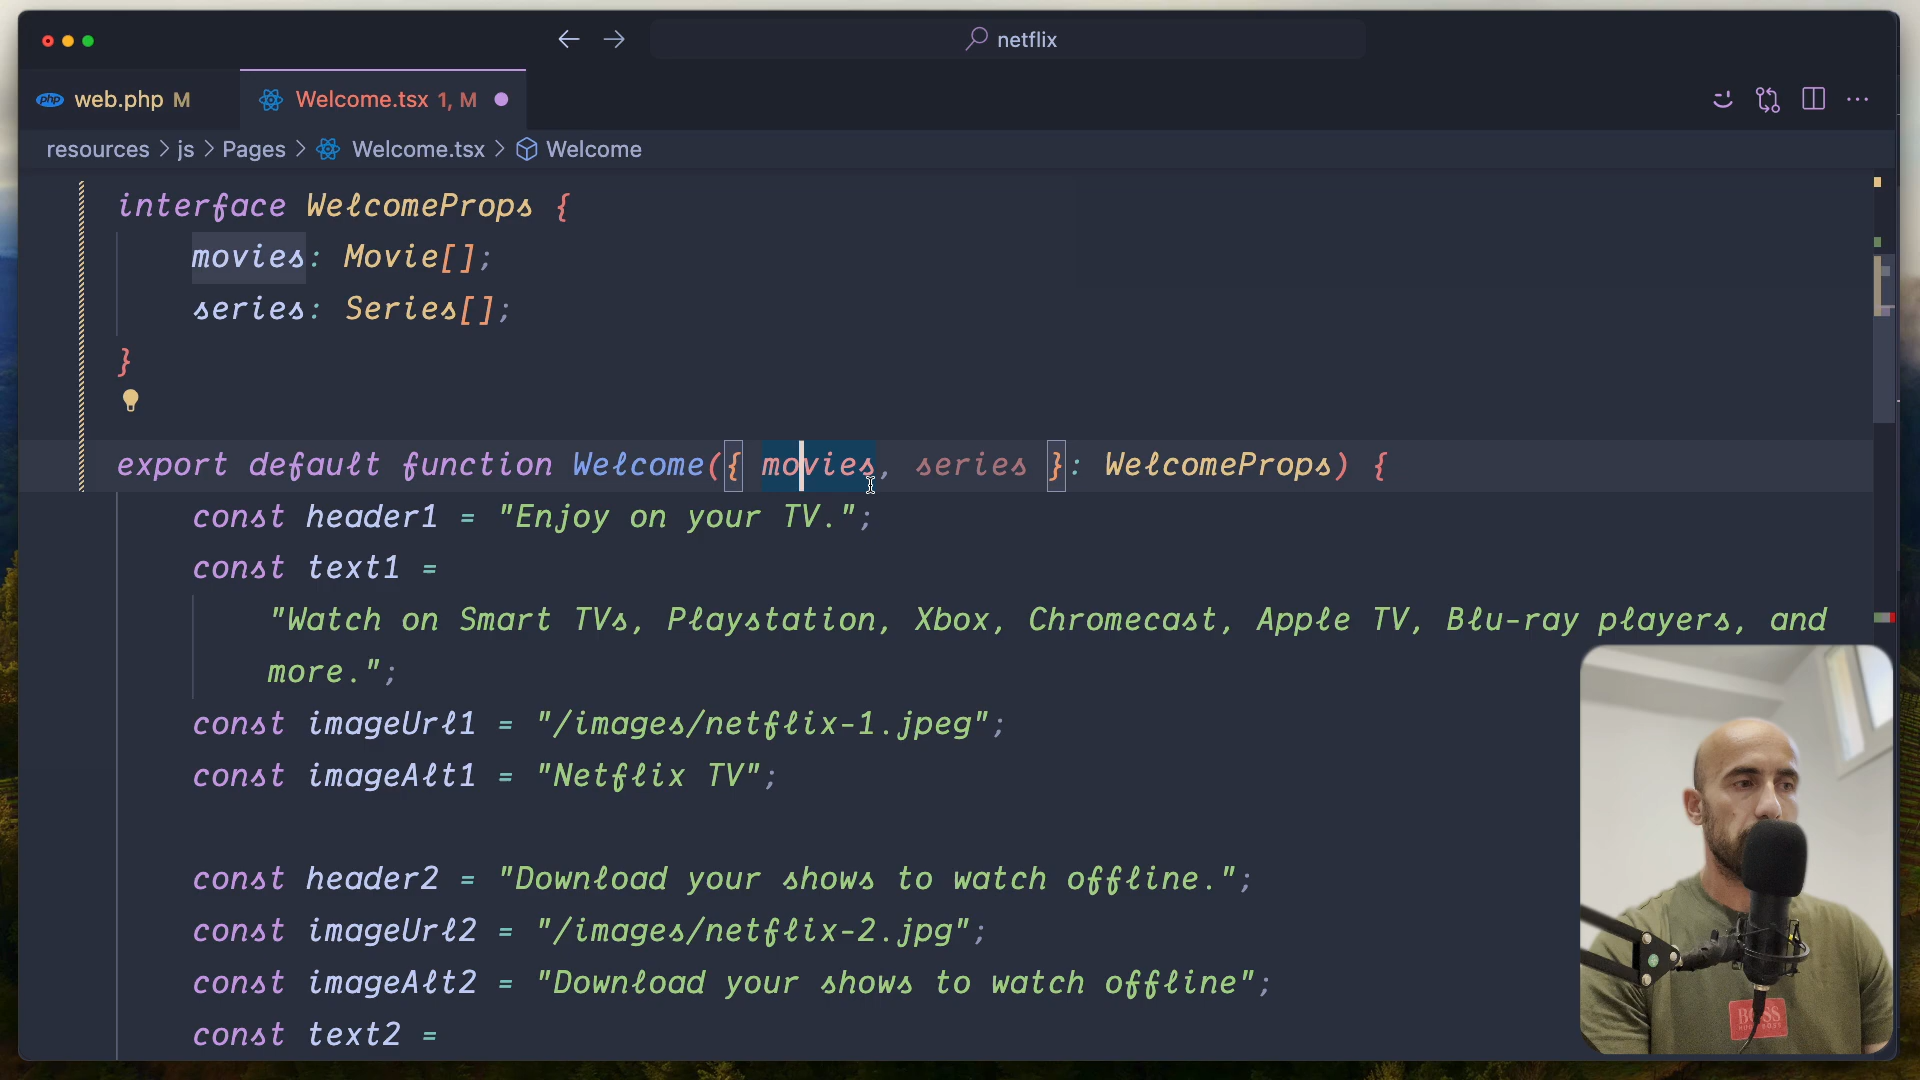 netflix
php web.php M
Welcome.tsx 1, M
resources > js > Pages > Welcome.tsx > Welcome
interface WelcomeProps {
movies: Movie[];
series: Series[];
}
export default function Welcome({ movies, series }: WelcomeProps) {
const header1 = "Enjoy on your TV.";
const text1 =
"Watch on Smart TVs, Playstation, Xbox, Chromecast, Apple TV, Blu-ray players, and
more.";
const imageUrl1 = "/images/netflix-1.jpeg";
const imageAlt1 = "Netflix TV";
const header2 = "Download your shows to watch offline.";
const imageUrl2 = "/images/netflix-2.jpg";
const imageAlt2 = "Download your shows to watch offline";
const text2 =
BOSS